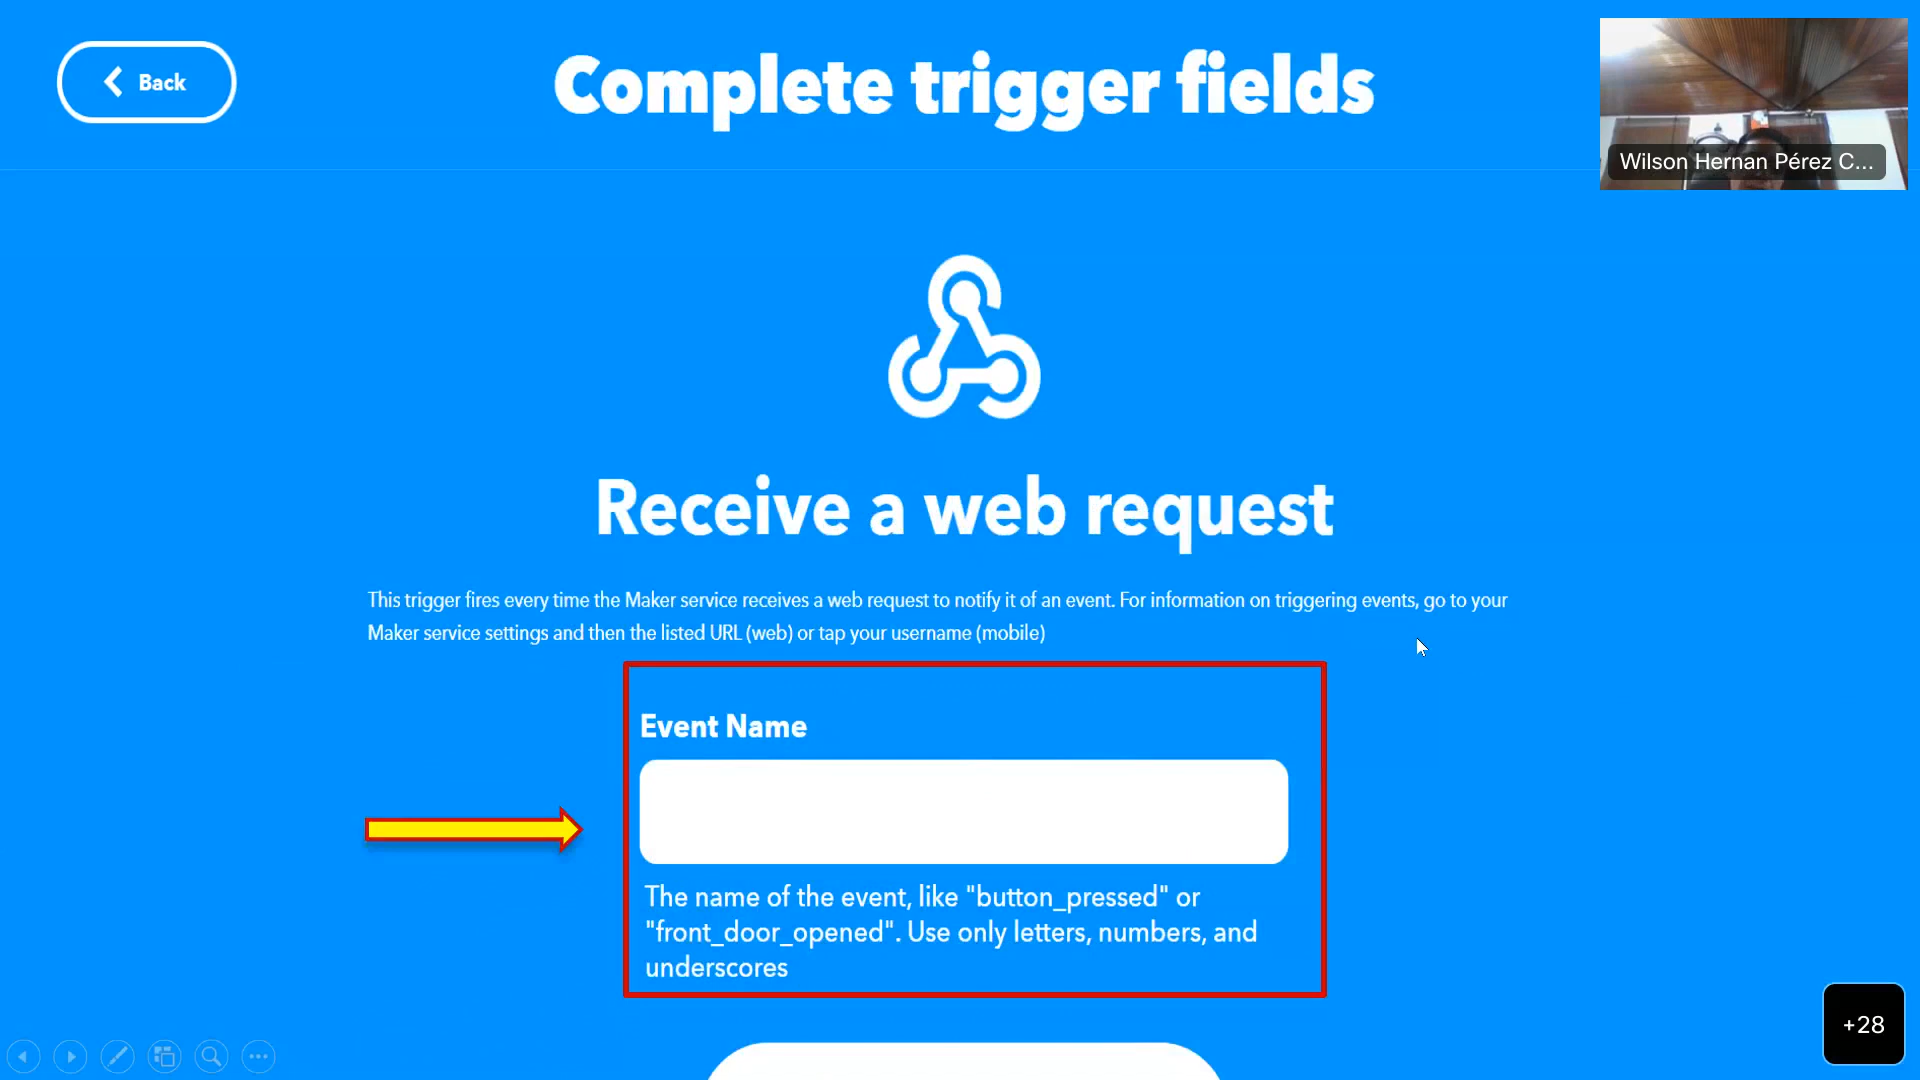 Back
Complete trigger fields
Wilson Hernan Pérez C...
Receive a web request
This trigger fires every time the Maker service receives a web request to notify it of an event. For information on triggering events, go to your
Maker service settings and then the listed URL (web) or tap your username (mobile)
Event Name
The name of the event, like "button_pressed" or
"front_door_opened". Use only letters, numbers, and
underscores
+28